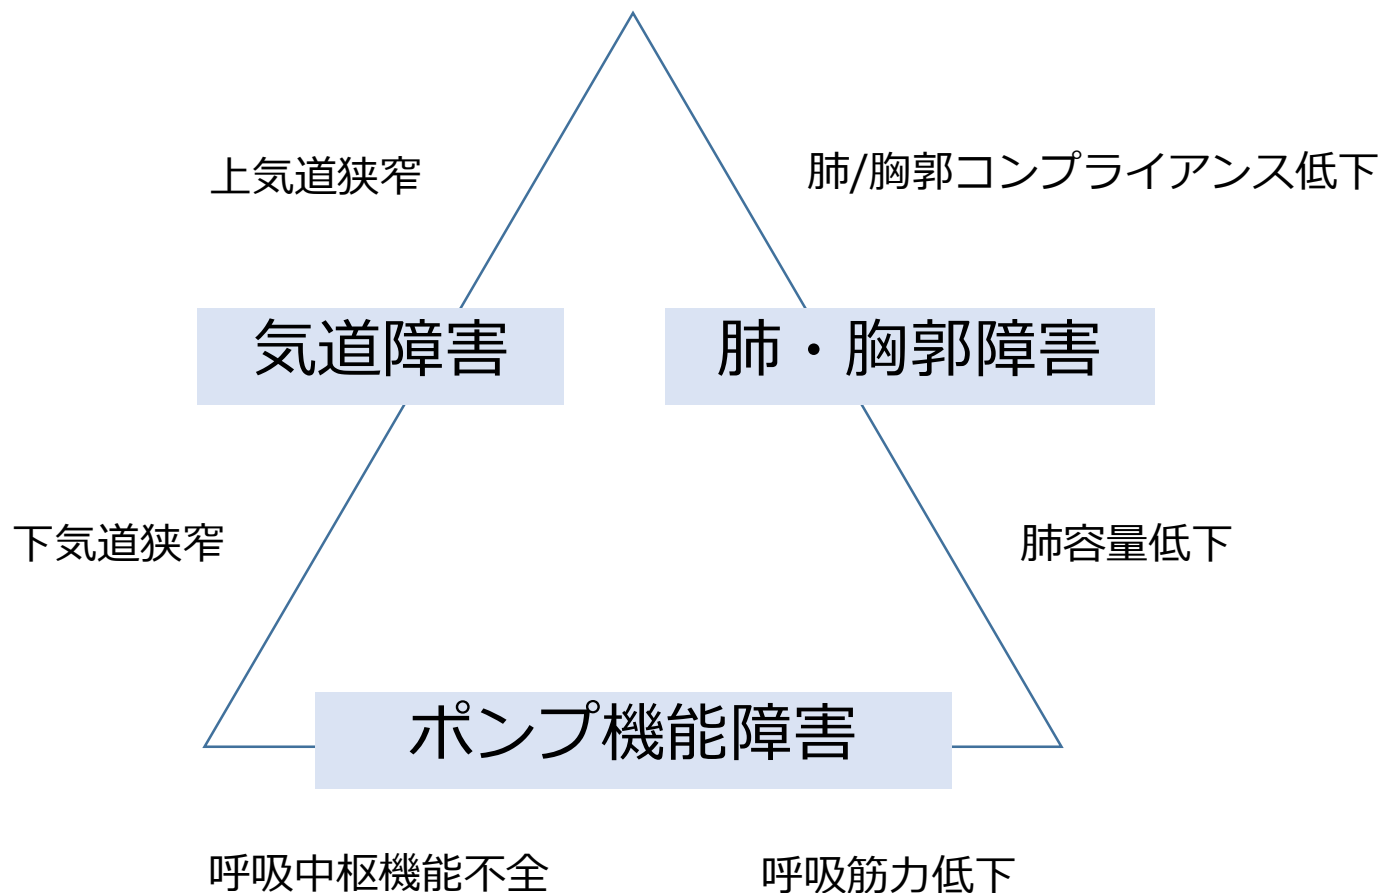 上気道狭窄
肺/胸郭コンプライアンス低下
気道障害
肺・胸郭障害
下気道狭窄
肺容量低下
ポンプ機能障害
呼吸中枢機能不全
呼吸筋力低下